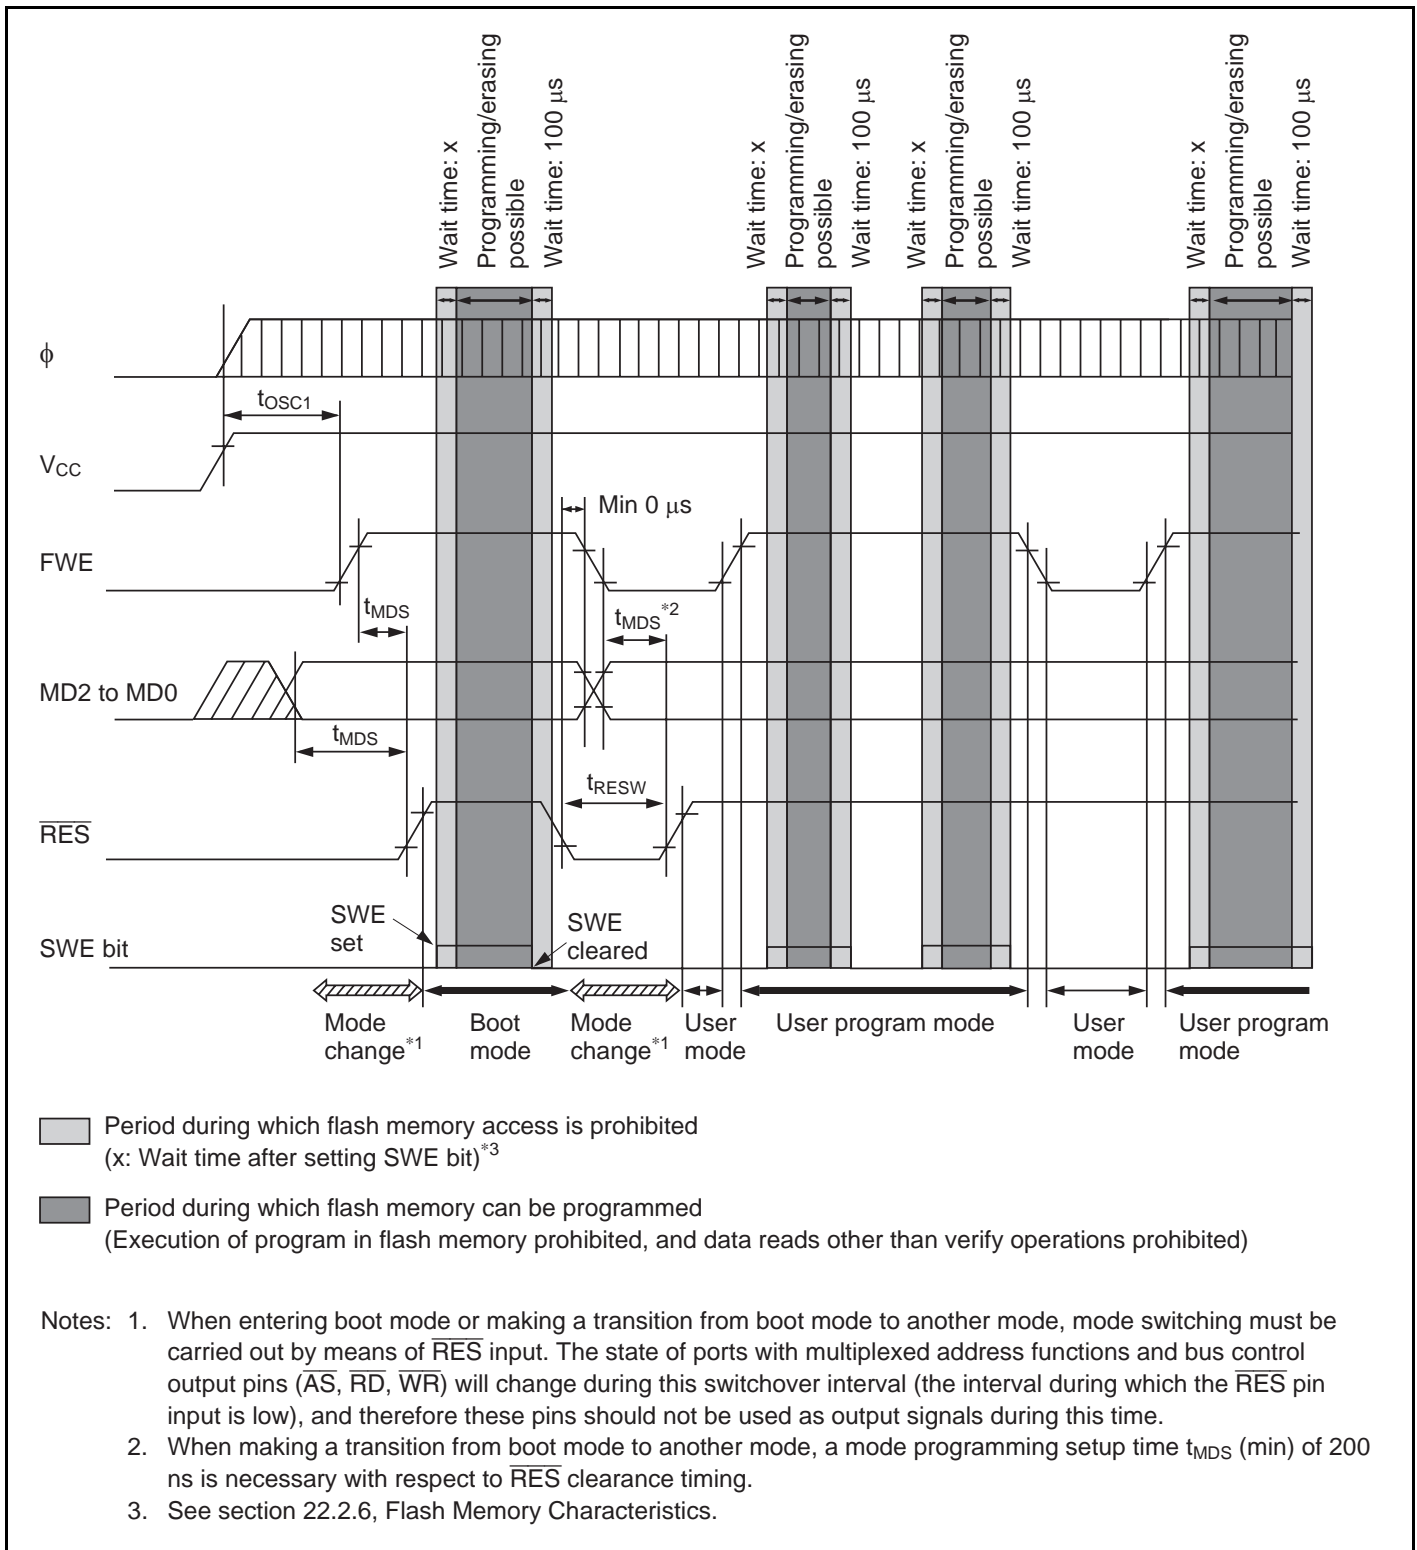 Wait time: x
Programming/erasing
possible
Wait time: 100 μs
Wait time: x
Programming/erasing
possible
Wait time: 100 μs
Wait time: x
Programming/erasing
possible
Wait time: 100 μs
Wait time: x
Programming/erasing
possible
Wait time: 100 μs
ϕ
tOSC1
VCC
Min 0 μs
FWE
tMDS
tMDS*2
MD2 to MD0
tMDS
tRESW
R̅E̅S̅
SWE
set
SWE
cleared
SWE bit
Mode
change*1
Boot
mode
Mode
change*1
User
mode
User program mode
User
mode
User program
mode
Period during which flash memory access is prohibited
(x: Wait time after setting SWE bit)*3
Period during which flash memory can be programmed
(Execution of program in flash memory prohibited, and data reads other than verify operations prohibited)
Notes: 1. When entering boot mode or making a transition from boot mode to another mode, mode switching must be
carried out by means of R̅E̅S̅ input. The state of ports with multiplexed address functions and bus control
output pins (A̅S̅, R̅D̅, W̅R̅) will change during this switchover interval (the interval during which the R̅E̅S̅ pin
input is low), and therefore these pins should not be used as output signals during this time.
2. When making a transition from boot mode to another mode, a mode programming setup time tMDS (min) of 200
ns is necessary with respect to R̅E̅S̅ clearance timing.
3. See section 22.2.6, Flash Memory Characteristics.